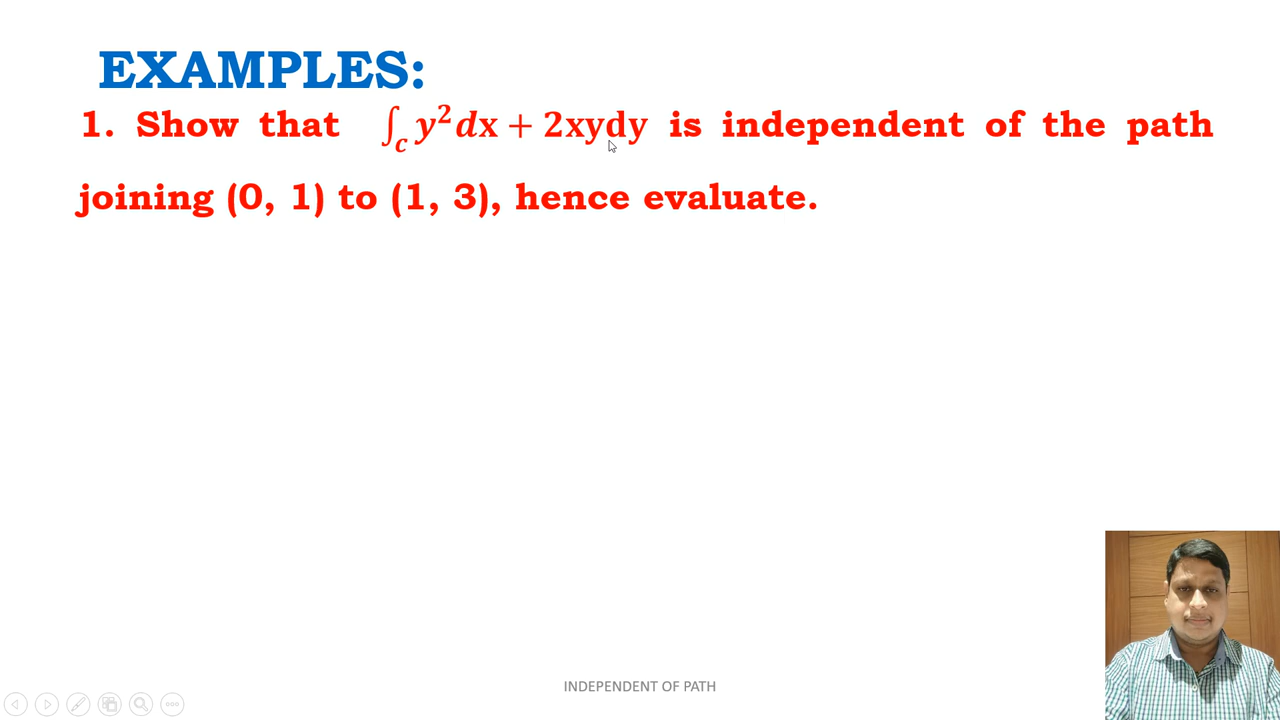 EXAMPLES:
1. Show that ∫_c y²dx + 2xydy is independent of the path
joining (0, 1) to (1, 3), hence evaluate.
INDEPENDENT OF PATH